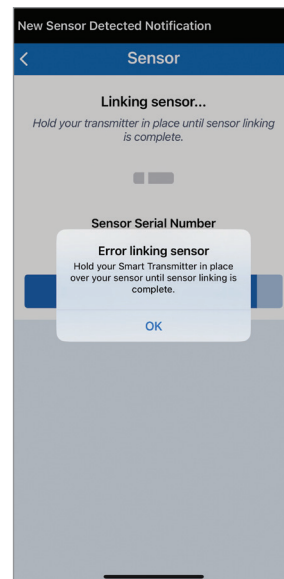 New Sensor Detected Notification
Sensor
Linking sensor...
Hold your transmitter in place until sensor linking
is complete.
Sensor Serial Number
Error linking sensor
Hold your Smart Transmitter in place
over your sensor until sensor linking is
complete.
OK